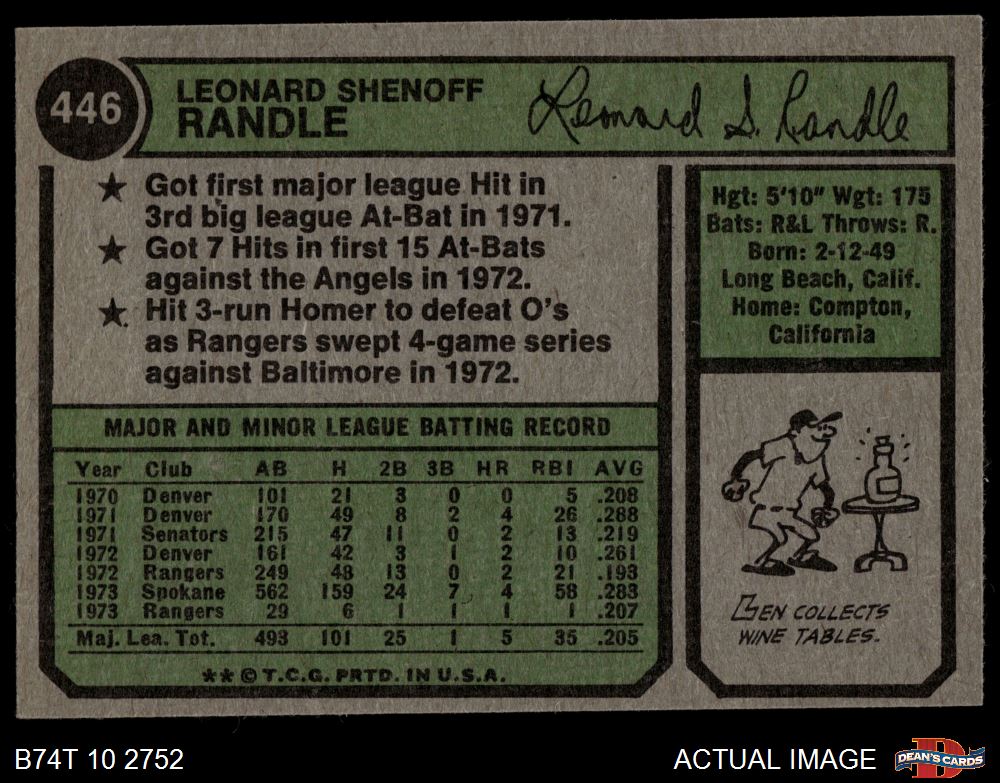 446
LEONARD SHENOFF
RANDLE
Leonard S. Randle
★ Got first major league Hit in
3rd big league At-Bat in 1971.
★ Got 7 Hits in first 15 At-Bats
against the Angels in 1972.
★ Hit 3-run Homer to defeat O's
as Rangers swept 4-game series
against Baltimore in 1972.
Hgt: 5'10" Wgt: 175
Bats: R&L Throws: R.
Born: 2-12-49
Long Beach, Calif.
Home: Compton,
California
MAJOR AND MINOR LEAGUE BATTING RECORD
Year Club AB H 2B 3B HR RBI AVG
1970 Denver 101 21 3 0 0 5 .208
1971 Denver 170 49 8 2 4 26 .288
1971 Senators 215 47 11 0 2 13 .219
1972 Denver 161 42 3 1 2 10 .261
1972 Rangers 249 48 13 0 2 21 .193
1973 Spokane 562 159 24 7 4 58 .283
1973 Rangers 29 6 1 1 1 1 .207
Maj. Lea. Tot. 493 101 25 1 5 35 .205
**©T.C.G. PRTD. IN U.S.A.
LEN COLLECTS
WINE TABLES.
B74T 10 2752
ACTUAL IMAGE
DEAN'S CARDS